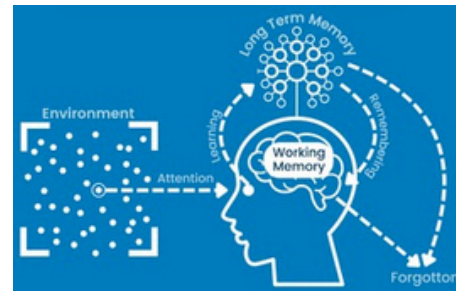 Long Term Memory
Environment
Learning
Remembering
Working
Memory
Attention
Forgotton